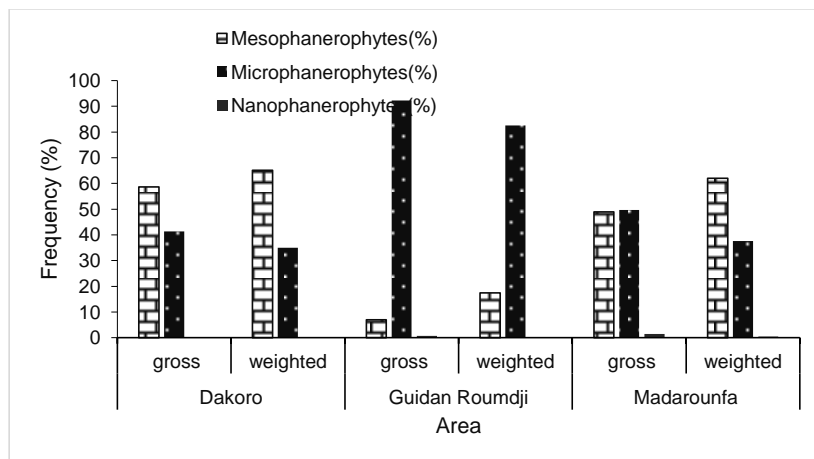 Mesophanerophytes(%)
Microphanerophytes(%)
Nanophanerophytes(%)
Frequency (%)
100
90
80
70
60
50
40
30
20
10
0
gross weighted gross weighted gross weighted
Dakoro Guidan Roumdji Madarounfa
Area